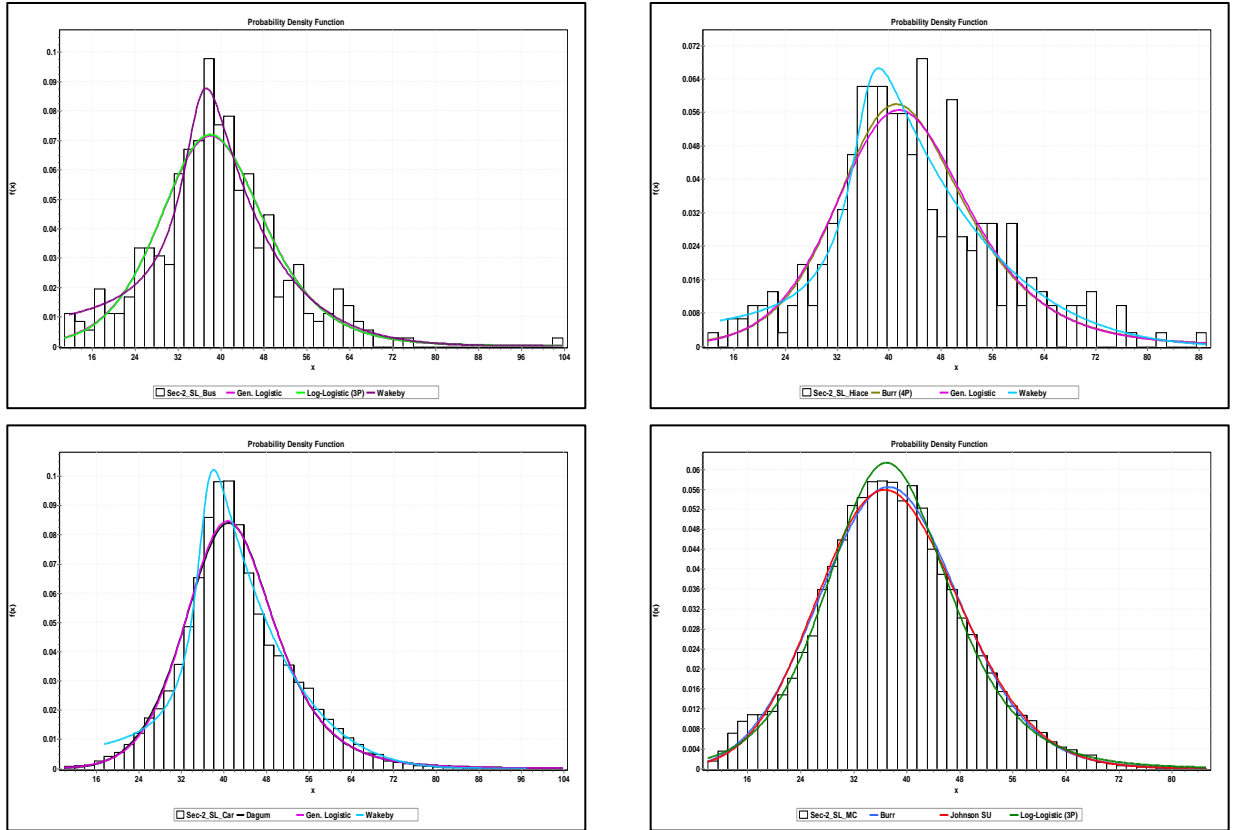 Probability Density Function
f(x)
0.1
0.09
0.08
0.07
0.06
0.05
0.04
0.03
0.02
0.01
0
16 24 32 40 48 56 64 72 80 88 96 104
x
Sec-2_SL_Bus Gen. Logistic Log-Logistic (3P) Wakeby
Probability Density Function
f(x)
0.072
0.064
0.056
0.048
0.04
0.032
0.024
0.016
0.008
0
16 24 32 40 48 56 64 72 80 88
x
Sec-2_SL_Hiace Burr (4P) Gen. Logistic Wakeby
Probability Density Function
f(x)
0.1
0.09
0.08
0.07
0.06
0.05
0.04
0.03
0.02
0.01
0
16 24 32 40 48 56 64 72 80 88 96 104
x
Sec-2_SL_Car Dagum Gen. Logistic Wakeby
Probability Density Function
f(x)
0.06
0.056
0.052
0.048
0.044
0.04
0.036
0.032
0.028
0.024
0.02
0.016
0.012
0.008
0.004
0
16 24 32 40 48 56 64 72 80
x
Sec-2_SL_MC Burr Johnson SU Log-Logistic (3P)